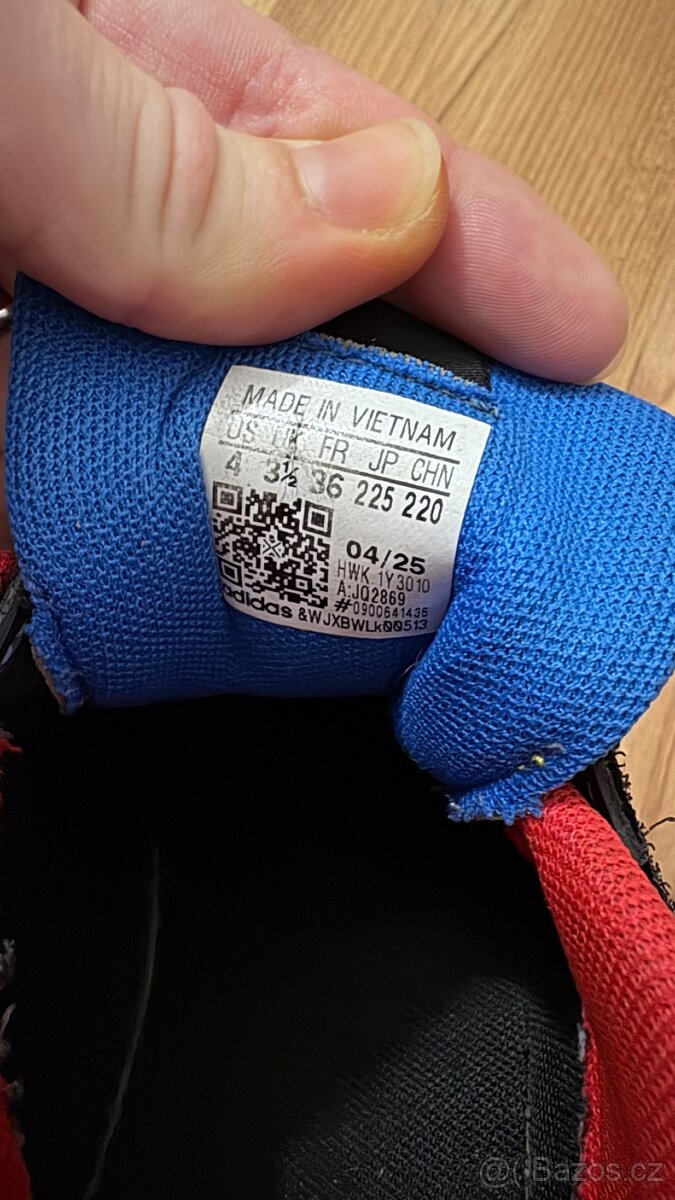 MADE IN VIETNAM
US UK FR JP CHN
4 3½ 36 225 220
04/25
HWK 1Y3010
A:JQ2869
#0900641436
adidas &WJXBWLk00513
@ Bazos.cz